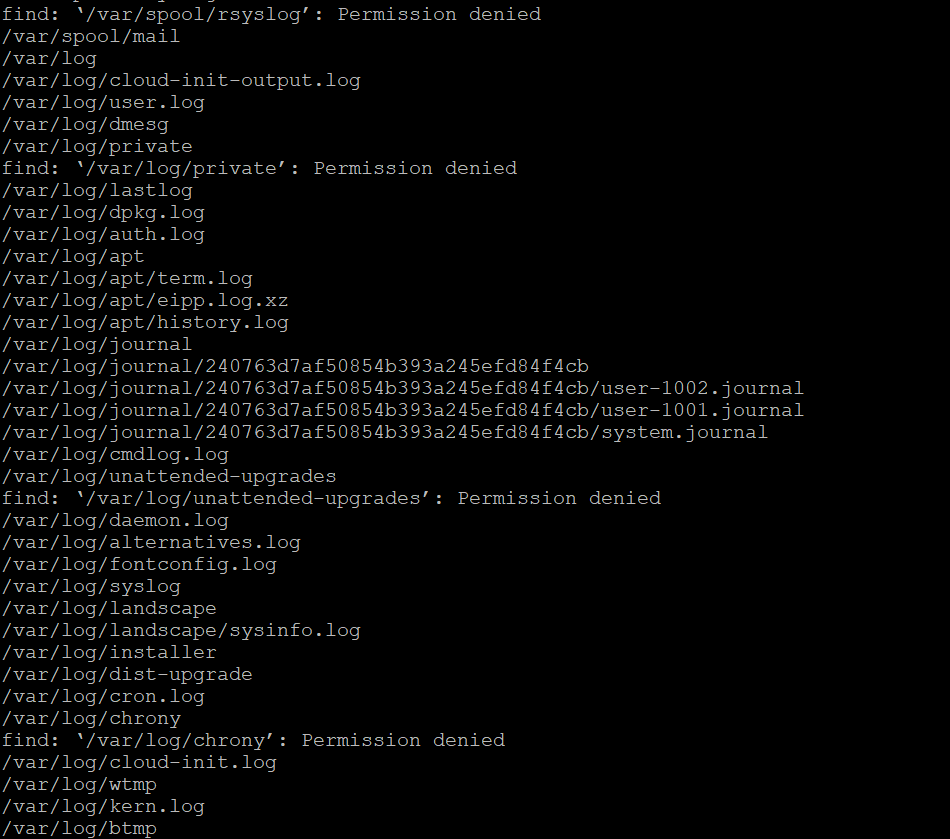 find: ‘/var/spool/rsyslog’: Permission denied
/var/spool/mail
/var/log
/var/log/cloud-init-output.log
/var/log/user.log
/var/log/dmesg
/var/log/private
find: ‘/var/log/private’: Permission denied
/var/log/lastlog
/var/log/dpkg.log
/var/log/auth.log
/var/log/apt
/var/log/apt/term.log
/var/log/apt/eipp.log.xz
/var/log/apt/history.log
/var/log/journal
/var/log/journal/240763d7af50854b393a245efd84f4cb
/var/log/journal/240763d7af50854b393a245efd84f4cb/user-1002.journal
/var/log/journal/240763d7af50854b393a245efd84f4cb/user-1001.journal
/var/log/journal/240763d7af50854b393a245efd84f4cb/system.journal
/var/log/cmdlog.log
/var/log/unattended-upgrades
find: ‘/var/log/unattended-upgrades’: Permission denied
/var/log/daemon.log
/var/log/alternatives.log
/var/log/fontconfig.log
/var/log/syslog
/var/log/landscape
/var/log/landscape/sysinfo.log
/var/log/installer
/var/log/dist-upgrade
/var/log/cron.log
/var/log/chrony
find: ‘/var/log/chrony’: Permission denied
/var/log/cloud-init.log
/var/log/wtmp
/var/log/kern.log
/var/log/btmp